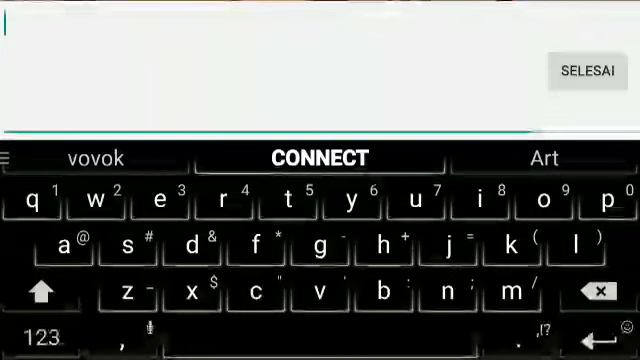 SELESAI
vovok CONNECT Art
q 1 w 2 e 3 r 4 t 5 y 6 u 7 i 8 o 9 p 0
a @ s # d & f * g - h + j = k ( l )
z _ x $ c " v ' b : n ; m /
123 , . ,!?